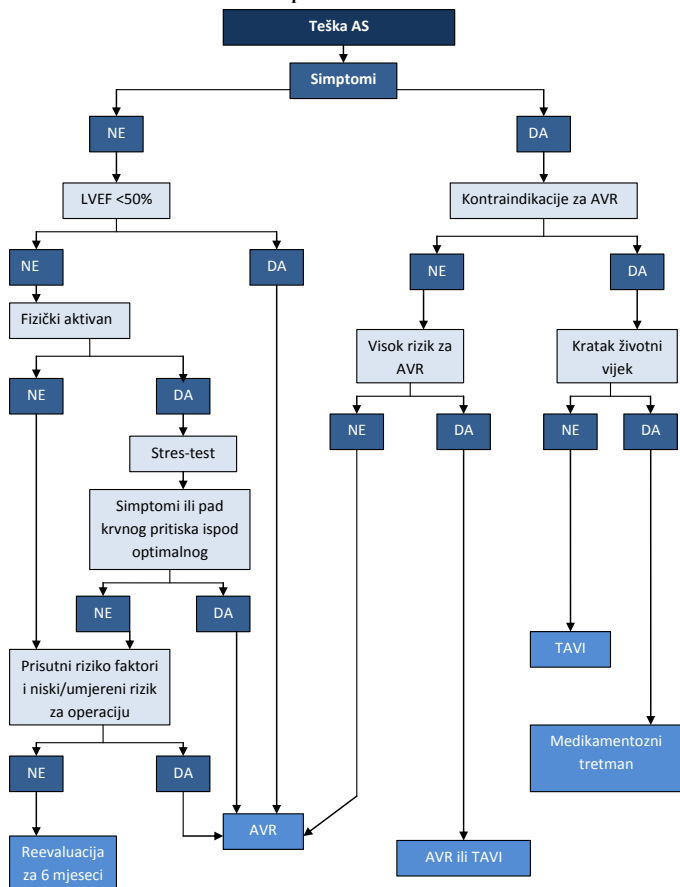 Teška AS
Simptomi
NE
DA
LVEF <50%
Kontraindikacije za AVR
NE
DA
NE
DA
Fizički aktivan
Visok rizik za
AVR
Kratak životni
vijek
NE
DA
NE
DA
NE
DA
Stres-test
Simptomi ili pad
krvnog pritiska ispod
optimalnog
NE
DA
TAVI
Prisutni riziko faktori
i niski/umjereni rizik
za operaciju
Medikamentozni
tretman
NE
DA
AVR
Reevaluacija
za 6 mjeseci
AVR ili TAVI